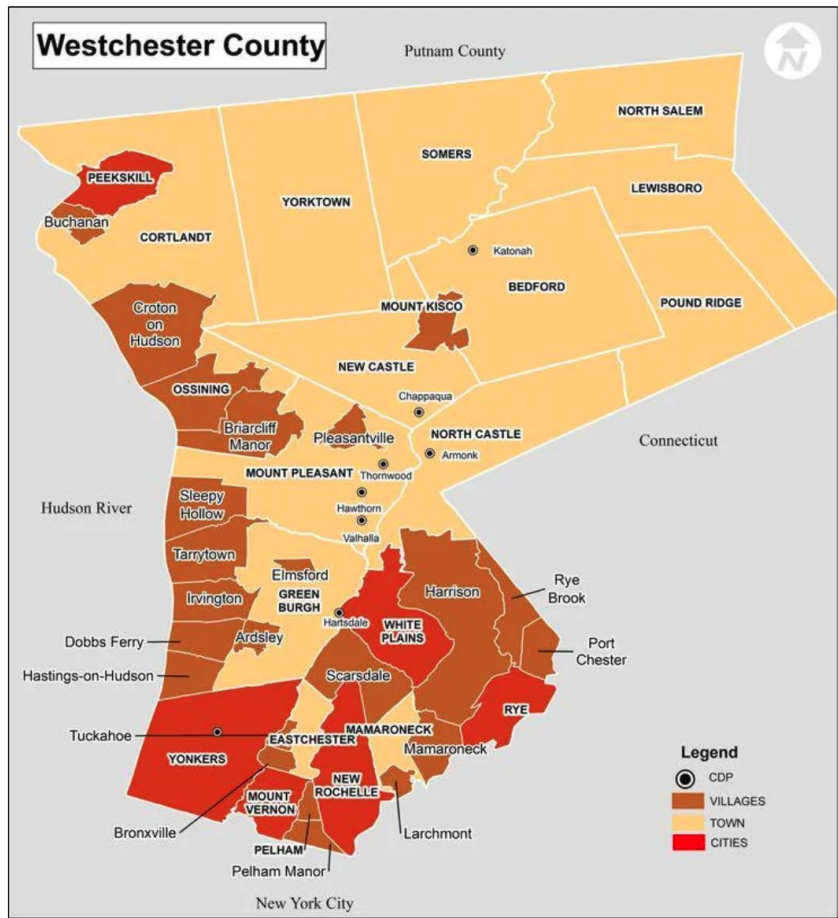 Westchester County
Putnam County
N
NORTH SALEM
SOMERS
PEEKSKILL
LEWISBORO
YORKTOWN
Buchanan
CORTLANDT
Katonah
BEDFORD
MOUNT KISCO
POUND RIDGE
Croton
on
Hudson
NEW CASTLE
OSSINING
Chappaqua
Briarcliff
Manor
Pleasantville
NORTH CASTLE
Connecticut
Armonk
MOUNT PLEASANT
Thornwood
Sleepy
Hollow
Hawthorn
Hudson River
Valhalla
Tarrytown
Elmsford
Harrison
Rye
Brook
Irvington
GREEN
BURGH
Hartsdale
WHITE
PLAINS
Dobbs Ferry
Ardsley
Port
Chester
Hastings-on-Hudson
Scarsdale
RYE
Tuckahoe
EASTCHESTER
MAMARONECK
Mamaroneck
YONKERS
NEW
ROCHELLE
MOUNT
VERNON
Bronxville
Larchmont
PELHAM
Pelham Manor
New York City
Legend
CDP
VILLAGES
TOWN
CITIES